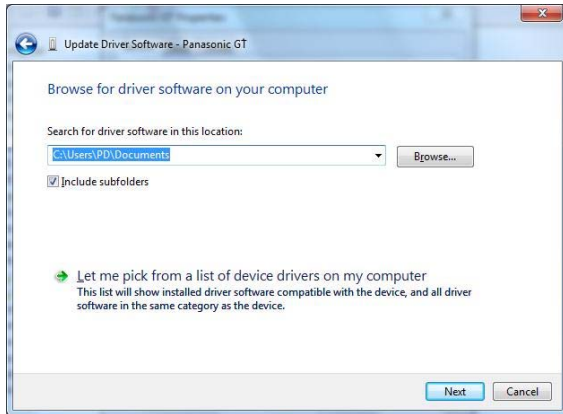 Panasonic GT Properties
Update Driver Software - Panasonic GT
Browse for driver software on your computer
Search for driver software in this location:
C:\Users\PD\Documents
Browse...
Include subfolders
Let me pick from a list of device drivers on my computer
This list will show installed driver software compatible with the device, and all driver
software in the same category as the device.
Next
Cancel